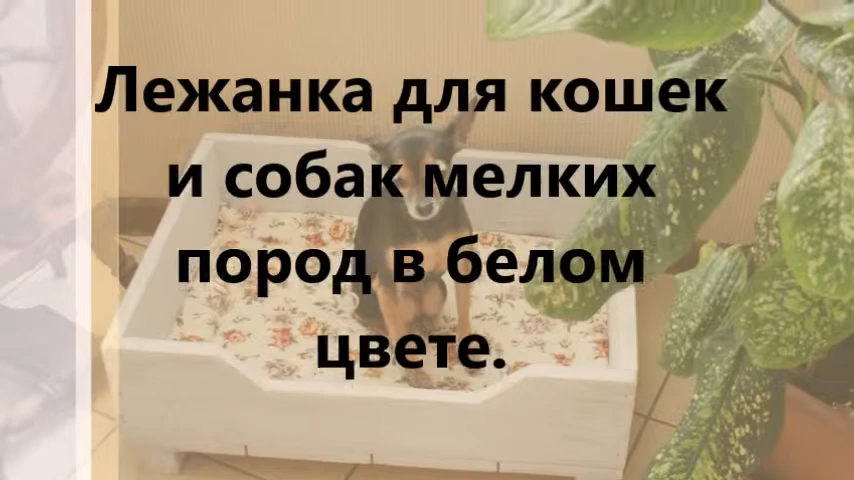 Лежанка для кошек
и собак мелких
пород в белом
цвете.